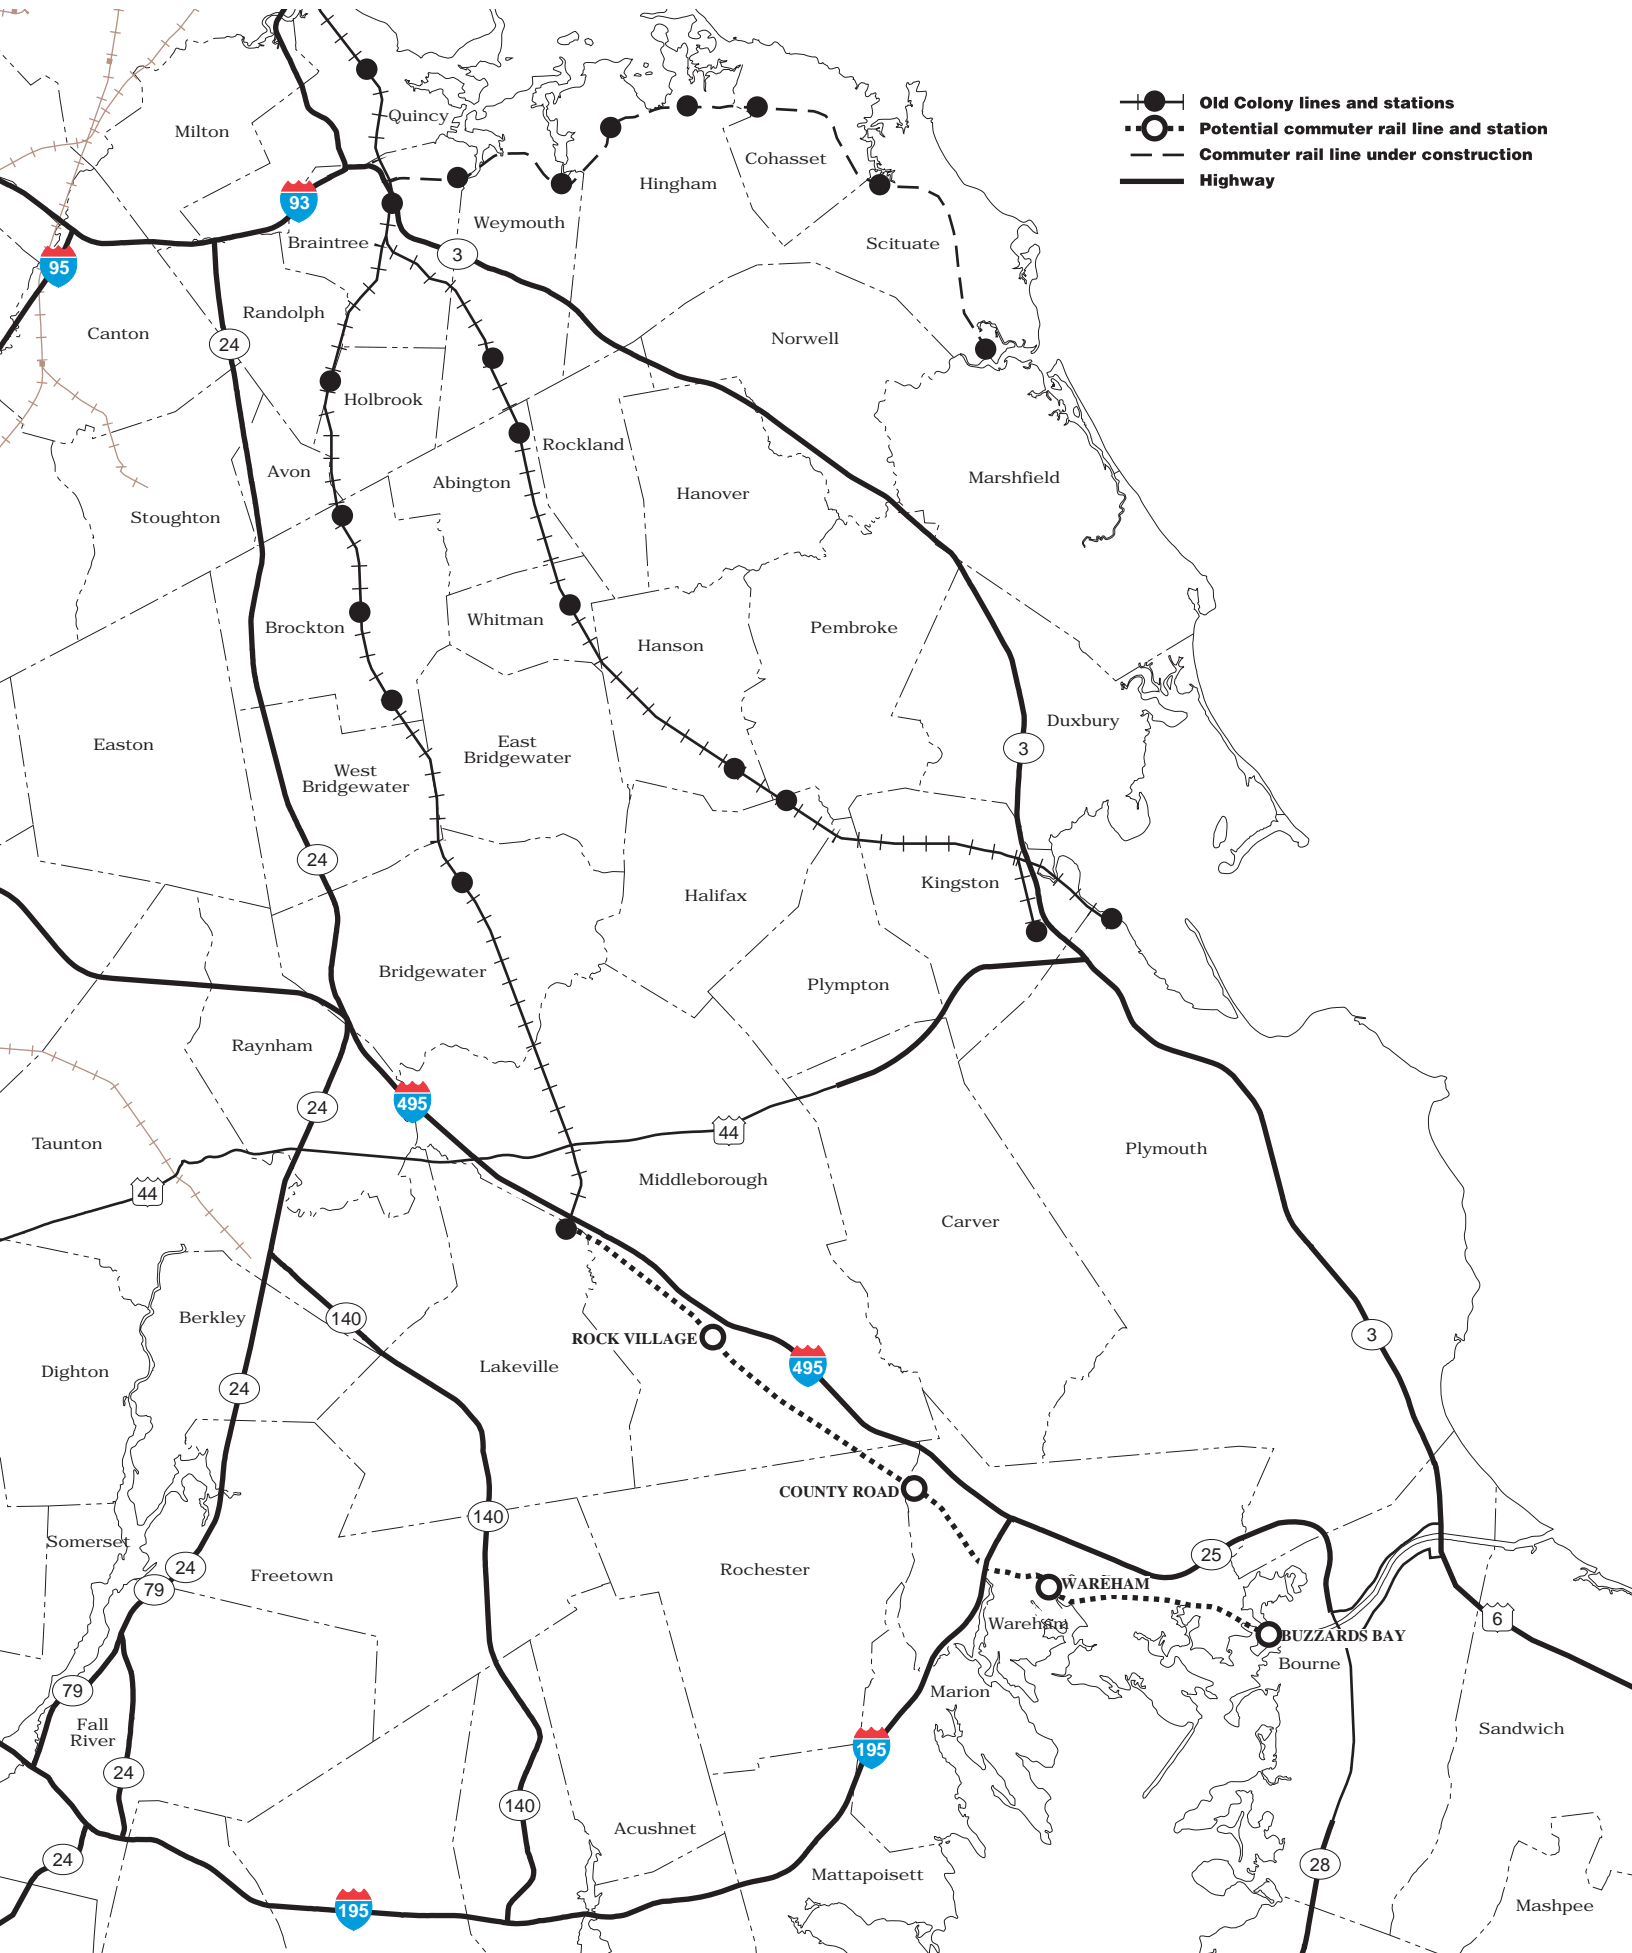 Old Colony lines and stations
Quincy
Potential commuter rail line and station
Milton
Commuter rail line under construction
Cohasset
Highway
Hingham
93
Weymouth
Braintree
3
Scituate
95
Randolph
Canton
24
Norwell
Holbrook
Rockland
Avon
Abington
Marshfield
Hanover
Stoughton
Whitman
Brockton
Pembroke
Hanson
Duxbury
Easton
East
Bridgewater
3
West
Bridgewater
24
Kingston
Halifax
Bridgewater
Plympton
Raynham
495
24
44
Taunton
Plymouth
Middleborough
44
Carver
Berkley
140
3
ROCK VILLAGE
Lakeville
495
Dighton
24
COUNTY ROAD
140
Somerset
25
24
Rochester
Freetown
79
WAREHAM
6
Wareham
BUZZARDS BAY
Bourne
79
Marion
Fall
River
Sandwich
195
24
140
Acushnet
24
28
Mattapoisett
Mashpee
195